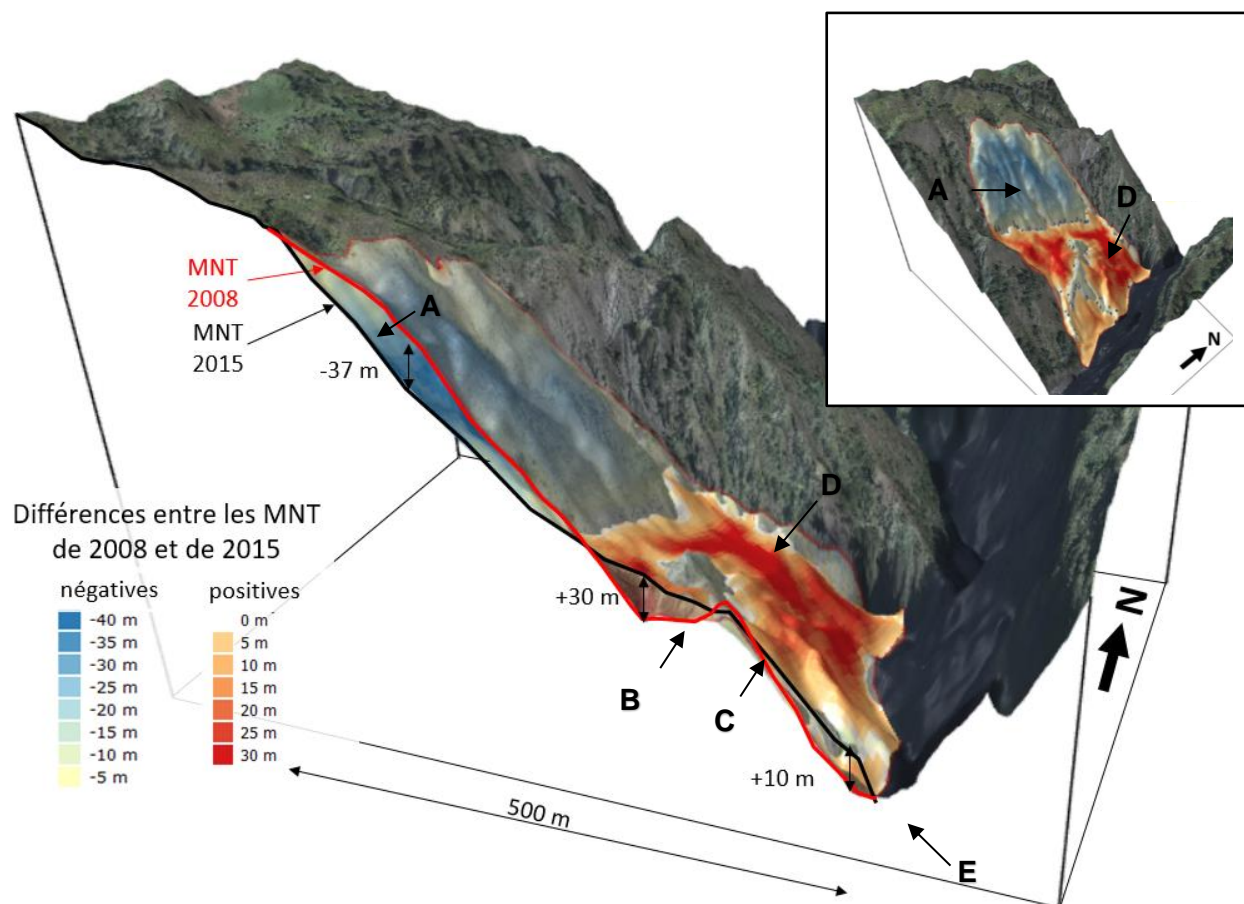 A
D
N
MNT
2008
MNT
2015
A
-37 m
D
Différences entre les MNT
de 2008 et de 2015
négatives
positives
-40 m
-35 m
-30 m
-25 m
-20 m
-15 m
-10 m
-5 m
0 m
5 m
10 m
15 m
20 m
25 m
30 m
+30 m
B
C
+10 m
E
500 m
N